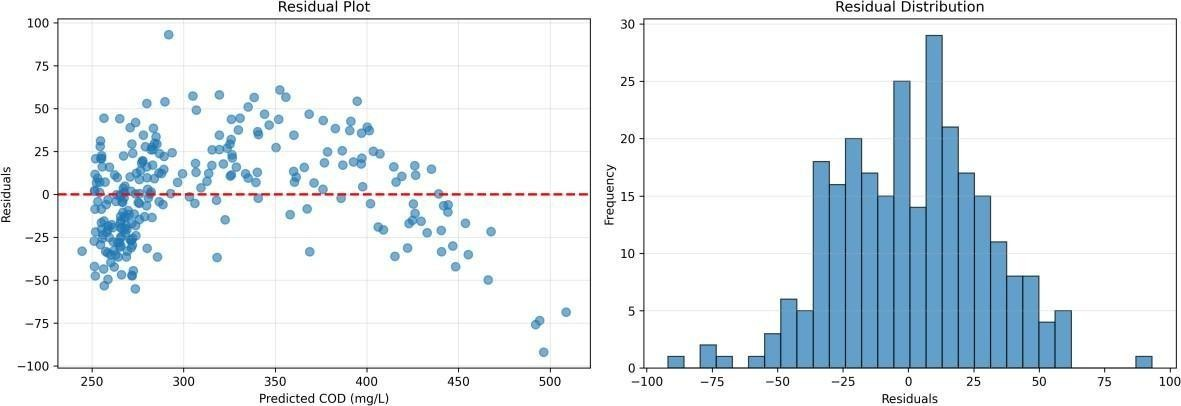 Residual Plot
100
75
50
25
0
−25
−50
−75
−100
Residuals
250 300 350 400 450 500
Predicted COD (mg/L)
Residual Distribution
30
25
20
15
10
5
0
Frequency
−100 −75 −50 −25 0 25 50 75 100
Residuals